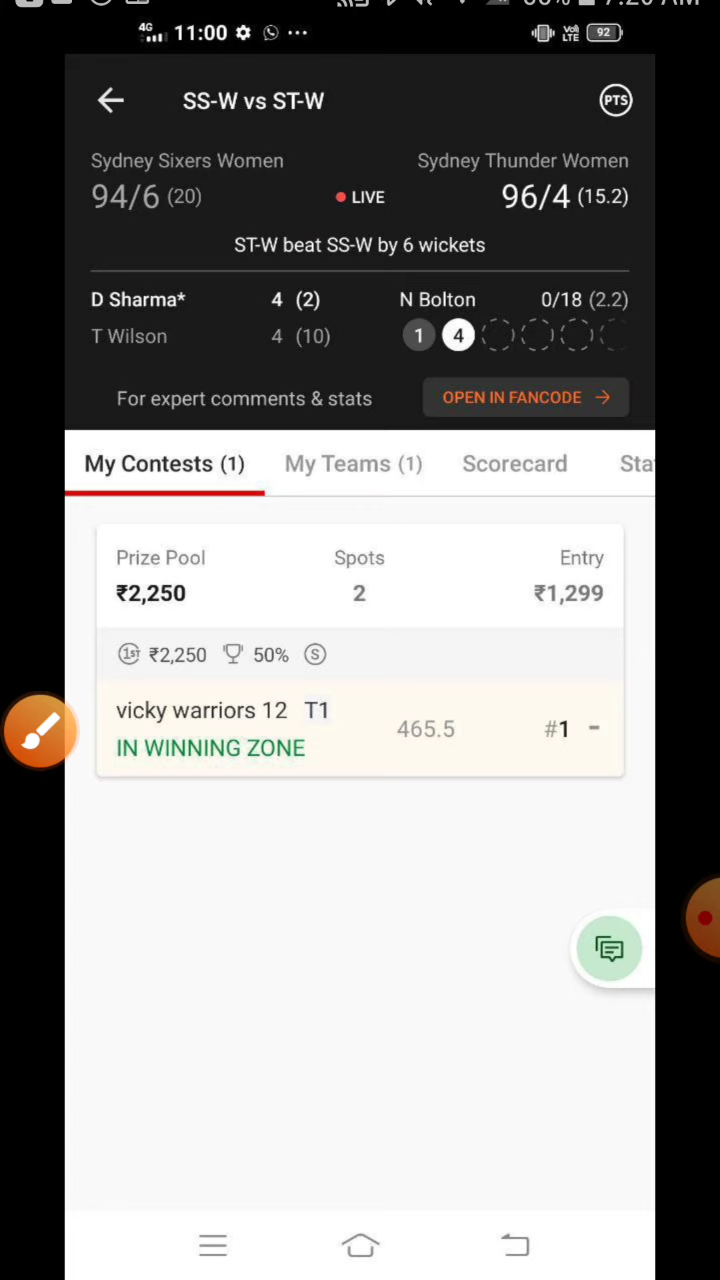 4G 11:00 ... VoLTE 92
SS-W vs ST-W PTS
Sydney Sixers Women Sydney Thunder Women
94/6 (20) LIVE 96/4 (15.2)
ST-W beat SS-W by 6 wickets
D Sharma* 4 (2) N Bolton 0/18 (2.2)
T Wilson 4 (10) 1 4
For expert comments & stats OPEN IN FANCODE →
My Contests (1) My Teams (1) Scorecard Sta
Prize Pool Spots Entry
₹2,250 2 ₹1,299
1ST ₹2,250 50% S
vicky warriors 12 T1
465.5 #1 -
IN WINNING ZONE